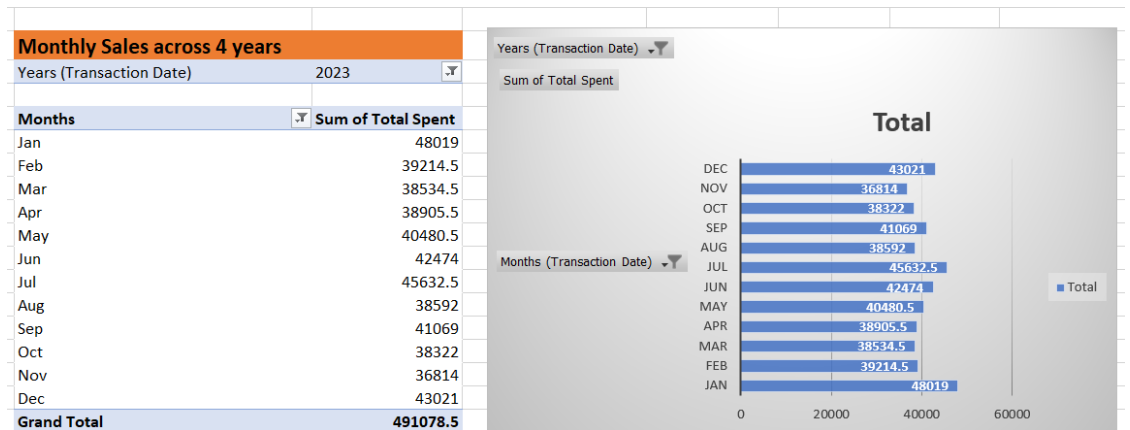 Monthly Sales across 4 years
Years (Transaction Date) 2023
Months Sum of Total Spent
Jan 48019
Feb 39214.5
Mar 38534.5
Apr 38905.5
May 40480.5
Jun 42474
Jul 45632.5
Aug 38592
Sep 41069
Oct 38322
Nov 36814
Dec 43021
Grand Total 491078.5
Years (Transaction Date)
Sum of Total Spent
Total
DEC 43021
NOV 36814
OCT 38322
SEP 41069
AUG 38592
Months (Transaction Date)
JUL 45632.5
JUN 42474
Total
MAY 40480.5
APR 38905.5
MAR 38534.5
FEB 39214.5
JAN 48019
0 20000 40000 60000